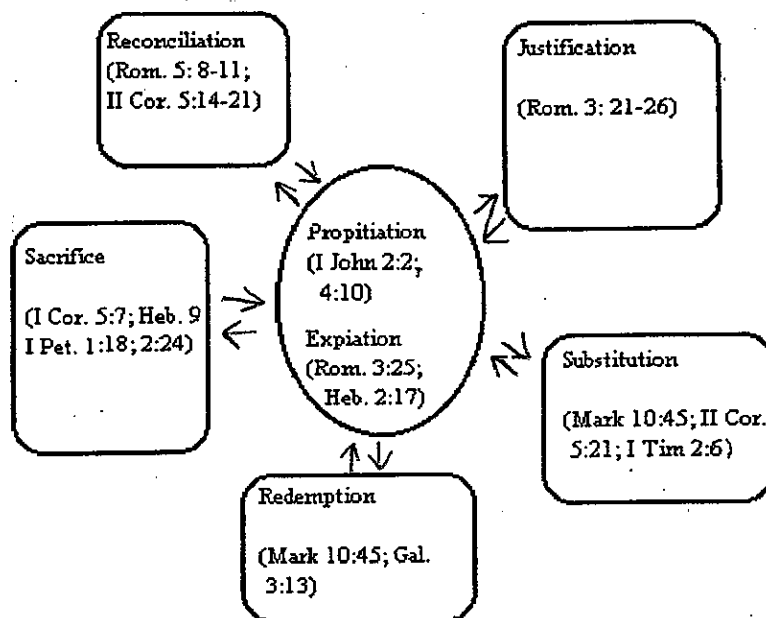 Reconciliation
(Rom. 5: 8-11;
II Cor. 5:14-21)
Justification
(Rom. 3: 21-26)
Sacrifice
(I Cor. 5:7; Heb. 9
I Pet. 1:18; 2:24)
Propitiation
(I John 2:2;
4:10)
Expiation
(Rom. 3:25;
Heb. 2:17)
Substitution
(Mark 10:45; II Cor.
5:21; I Tim 2:6)
Redemption
(Mark 10:45; Gal.
3:13)